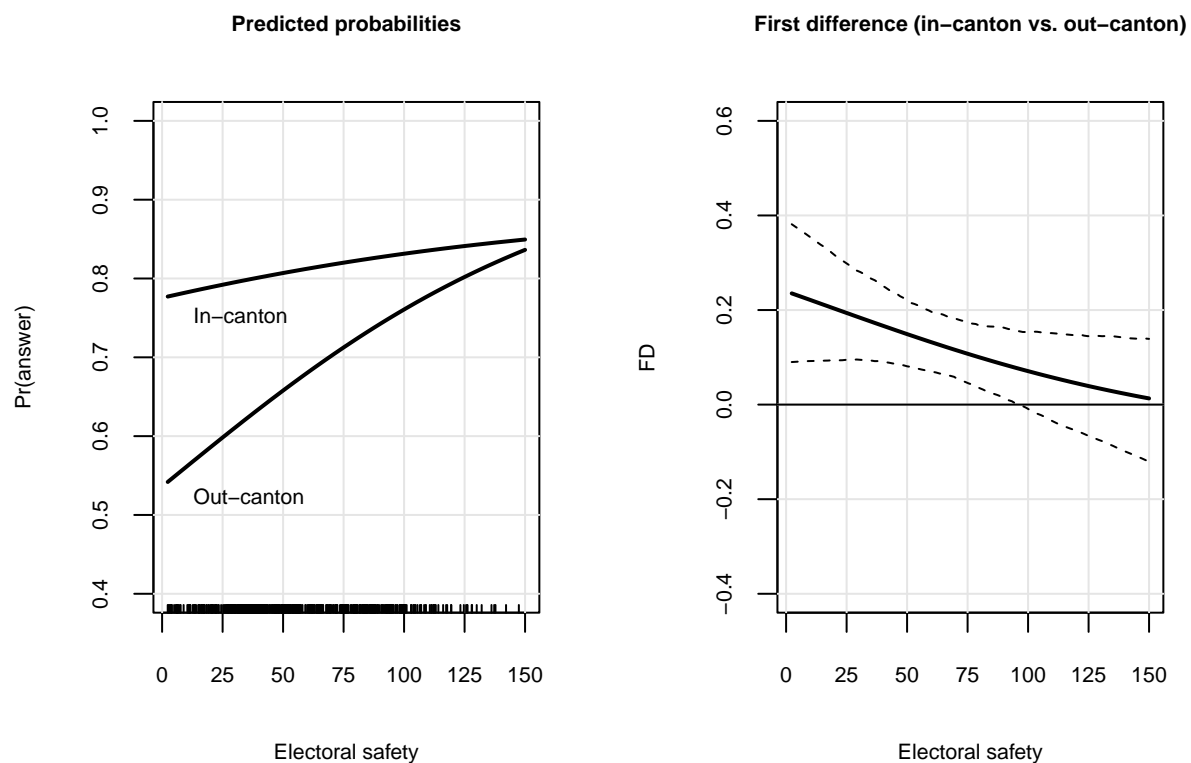 Predicted probabilities
Pr(answer)
1.0
0.9
0.8
0.7
0.6
0.5
0.4
In−canton
Out−canton
0 25 50 75 100 125 150
Electoral safety
First difference (in−canton vs. out−canton)
FD
0.6
0.4
0.2
0.0
−0.2
−0.4
0 25 50 75 100 125 150
Electoral safety